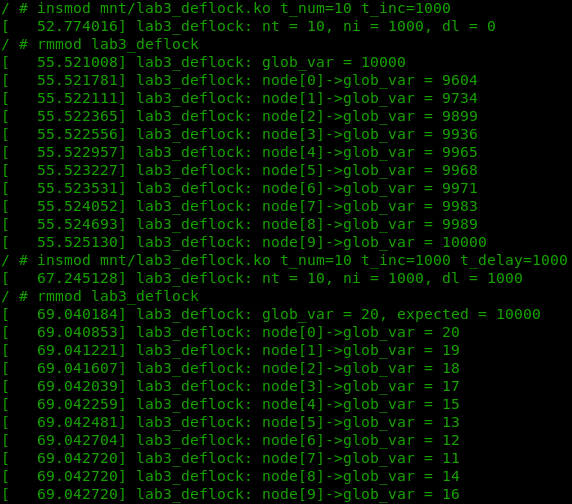 / # insmod mnt/lab3_deflock.ko t_num=10 t_inc=1000
[   52.774016] lab3_deflock: nt = 10, ni = 1000, dl = 0
/ # rmmod lab3_deflock
[   55.521008] lab3_deflock: glob_var = 10000
[   55.521781] lab3_deflock: node[0]->glob_var = 9604
[   55.522111] lab3_deflock: node[1]->glob_var = 9734
[   55.522365] lab3_deflock: node[2]->glob_var = 9899
[   55.522556] lab3_deflock: node[3]->glob_var = 9936
[   55.522957] lab3_deflock: node[4]->glob_var = 9965
[   55.523227] lab3_deflock: node[5]->glob_var = 9968
[   55.523531] lab3_deflock: node[6]->glob_var = 9971
[   55.524052] lab3_deflock: node[7]->glob_var = 9983
[   55.524693] lab3_deflock: node[8]->glob_var = 9989
[   55.525130] lab3_deflock: node[9]->glob_var = 10000
/ # insmod mnt/lab3_deflock.ko t_num=10 t_inc=1000 t_delay=1000
[   67.245128] lab3_deflock: nt = 10, ni = 1000, dl = 1000
/ # rmmod lab3_deflock
[   69.040184] lab3_deflock: glob_var = 20, expected = 10000
[   69.040853] lab3_deflock: node[0]->glob_var = 20
[   69.041221] lab3_deflock: node[1]->glob_var = 19
[   69.041607] lab3_deflock: node[2]->glob_var = 18
[   69.042039] lab3_deflock: node[3]->glob_var = 17
[   69.042259] lab3_deflock: node[4]->glob_var = 15
[   69.042481] lab3_deflock: node[5]->glob_var = 13
[   69.042704] lab3_deflock: node[6]->glob_var = 12
[   69.042720] lab3_deflock: node[7]->glob_var = 11
[   69.042720] lab3_deflock: node[8]->glob_var = 14
[   69.042720] lab3_deflock: node[9]->glob_var = 16